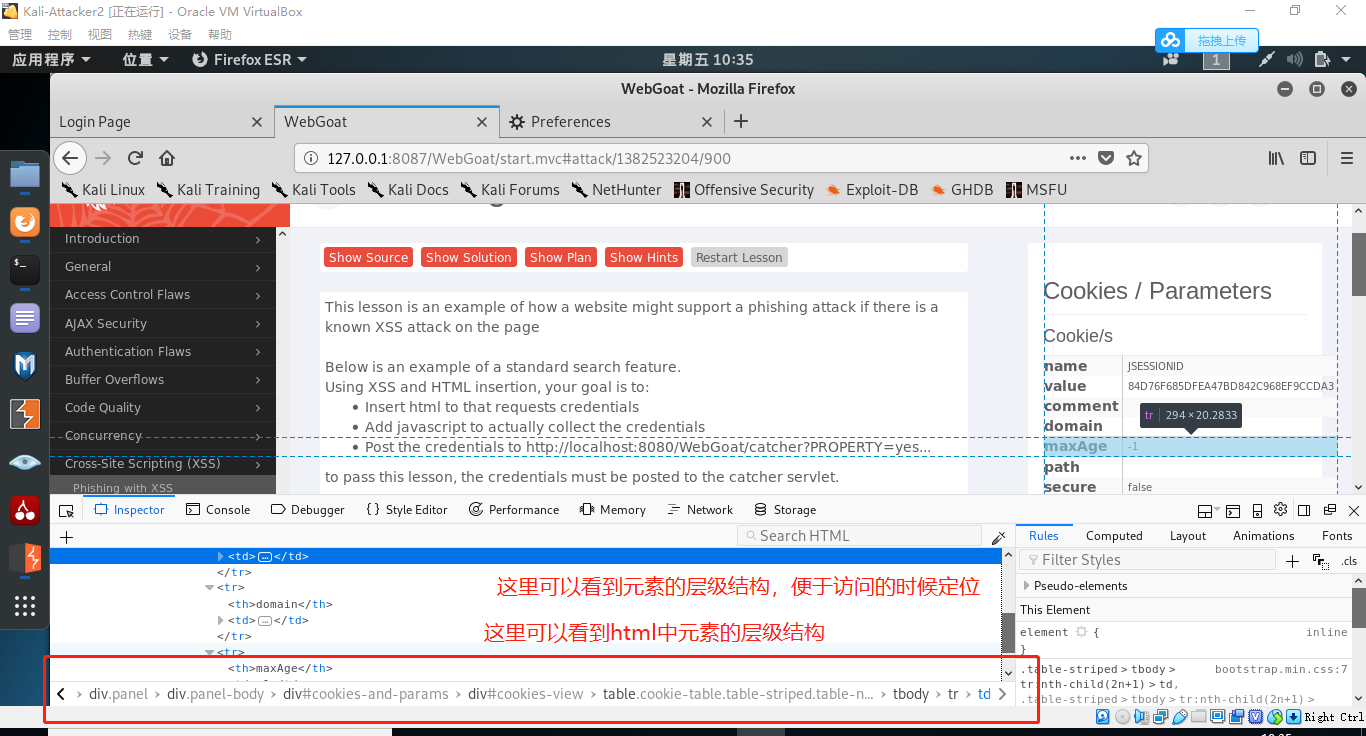 Kali-Attacker2 [正在运行] - Oracle VM VirtualBox
管理 控制 视图 热键 设备 帮助
拖拽上传
应用程序 位置 Firefox ESR 星期五 10:35 1
WebGoat - Mozilla Firefox
Login Page WebGoat Preferences
127.0.0.1:8087/WebGoat/start.mvc#attack/1382523204/900
Kali Linux Kali Training Kali Tools Kali Docs Kali Forums NetHunter Offensive Security Exploit-DB GHDB MSFU
Introduction
General
Access Control Flaws
AJAX Security
Authentication Flaws
Buffer Overflows
Code Quality
Concurrency
Cross-Site Scripting (XSS)
Phishing with XSS
Show Source Show Solution Show Plan Show Hints Restart Lesson
This lesson is an example of how a website might support a phishing attack if there is a
known XSS attack on the page
Below is an example of a standard search feature.
Using XSS and HTML insertion, your goal is to:
• Insert html to that requests credentials
• Add javascript to actually collect the credentials
• Post the credentials to http://localhost:8080/WebGoat/catcher?PROPERTY=yes...
to pass this lesson, the credentials must be posted to the catcher servlet.
Cookies / Parameters
Cookie/s
name JSESSIONID
value 84D76F685DFEA47BD842C968EF9CCDA3
comment
domain
tr 294 × 20.2833
maxAge -1
path
secure false
Inspector Console Debugger { } Style Editor Performance Memory Network Storage
+ Search HTML
<td>…</td>
</tr>
<tr>
<th>domain</th>
<td>…</td>
</tr>
<tr>
<th>maxAge</th>
这里可以看到元素的层级结构，便于访问的时候定位
这里可以看到html中元素的层级结构
div.panel › div.panel-body › div#cookies-and-params › div#cookies-view › table.cookie-table.table-striped.table-n... › tbody › tr › td
Rules Computed Layout Animations Fonts
Filter Styles + .cls
Pseudo-elements
This Element
element { inline
}
.table-striped > tbody > bootstrap.min.css:7
tr:nth-child(2n+1) > td,
.table-striped > tbody > tr:nth-child(2n+1) >
Right Ctrl